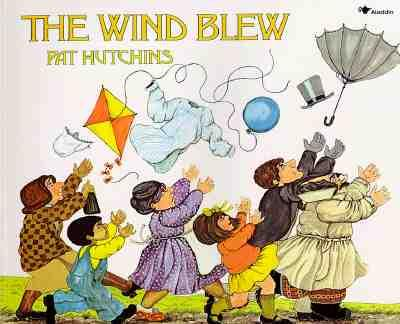 THE WIND BLEW
PAT HUTCHINS
Aladdin